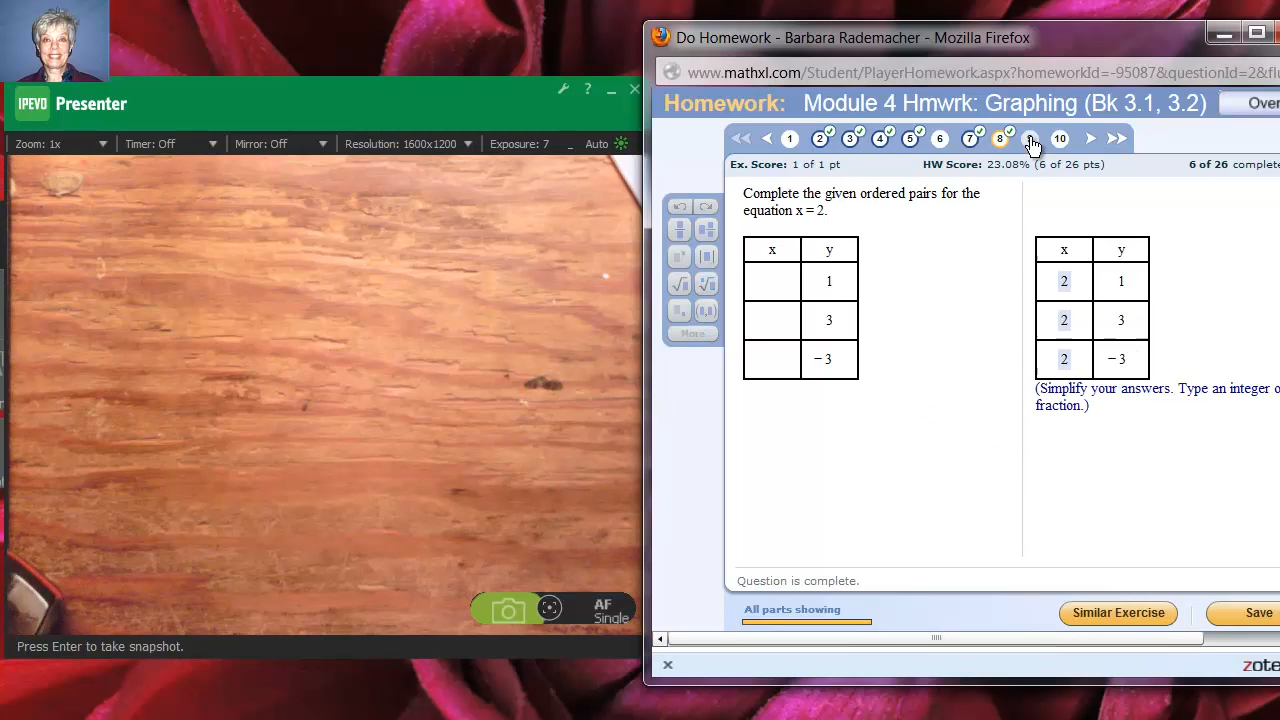 Do Homework - Barbara Rademacher - Mozilla Firefox
IPEVO Presenter
www.mathxl.com/Student/PlayerHomework.aspx?homeworkId=-95087&questionId=2&flu
Homework: Module 4 Hmwrk: Graphing (Bk 3.1, 3.2) Over
1 2 3 4 5 6 7 8 9 10
Zoom: 1x Timer: Off Mirror: Off Resolution: 1600x1200 Exposure: 7 Auto
Ex. Score: 1 of 1 pt HW Score: 23.08% (6 of 26 pts) 6 of 26 complet
Complete the given ordered pairs for the
equation x = 2.
x y
1
3
−3
x y
2 1
2 3
2 −3
(Simplify your answers. Type an integer o
fraction.)
More
Question is complete.
All parts showing
Similar Exercise Save
AF
Single
Press Enter to take snapshot.
zote